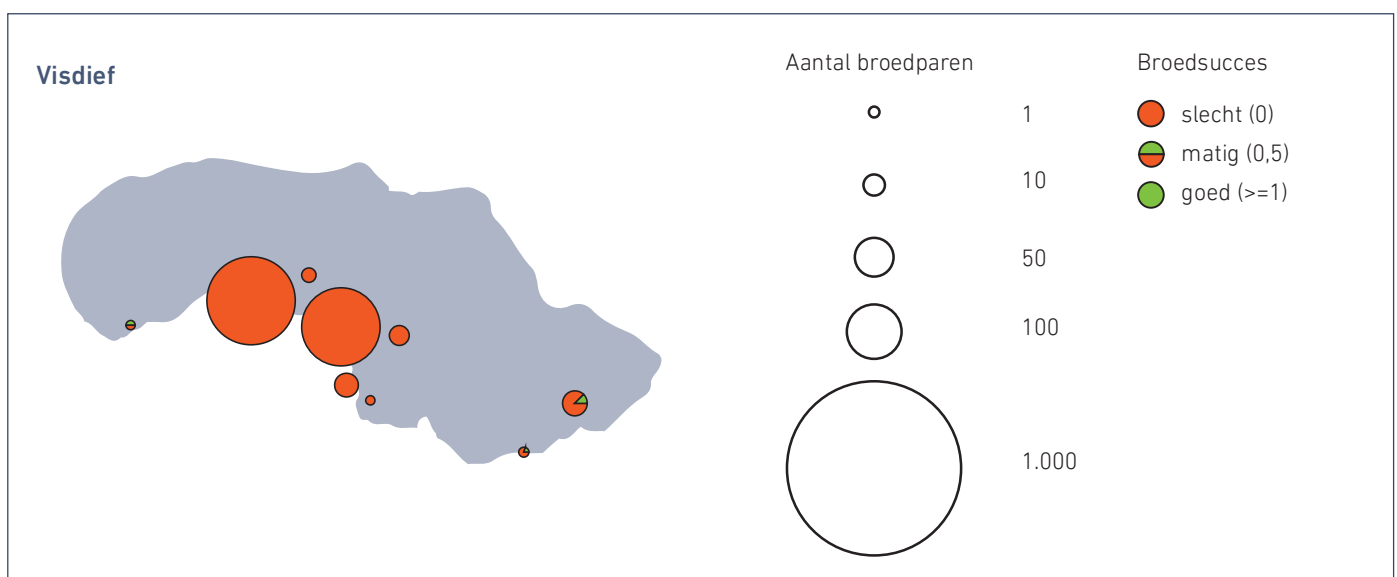 Visdief
Aantal broedparen
1
10
50
100
1.000
Broedsucces
slecht (0)
matig (0,5)
goed (>=1)